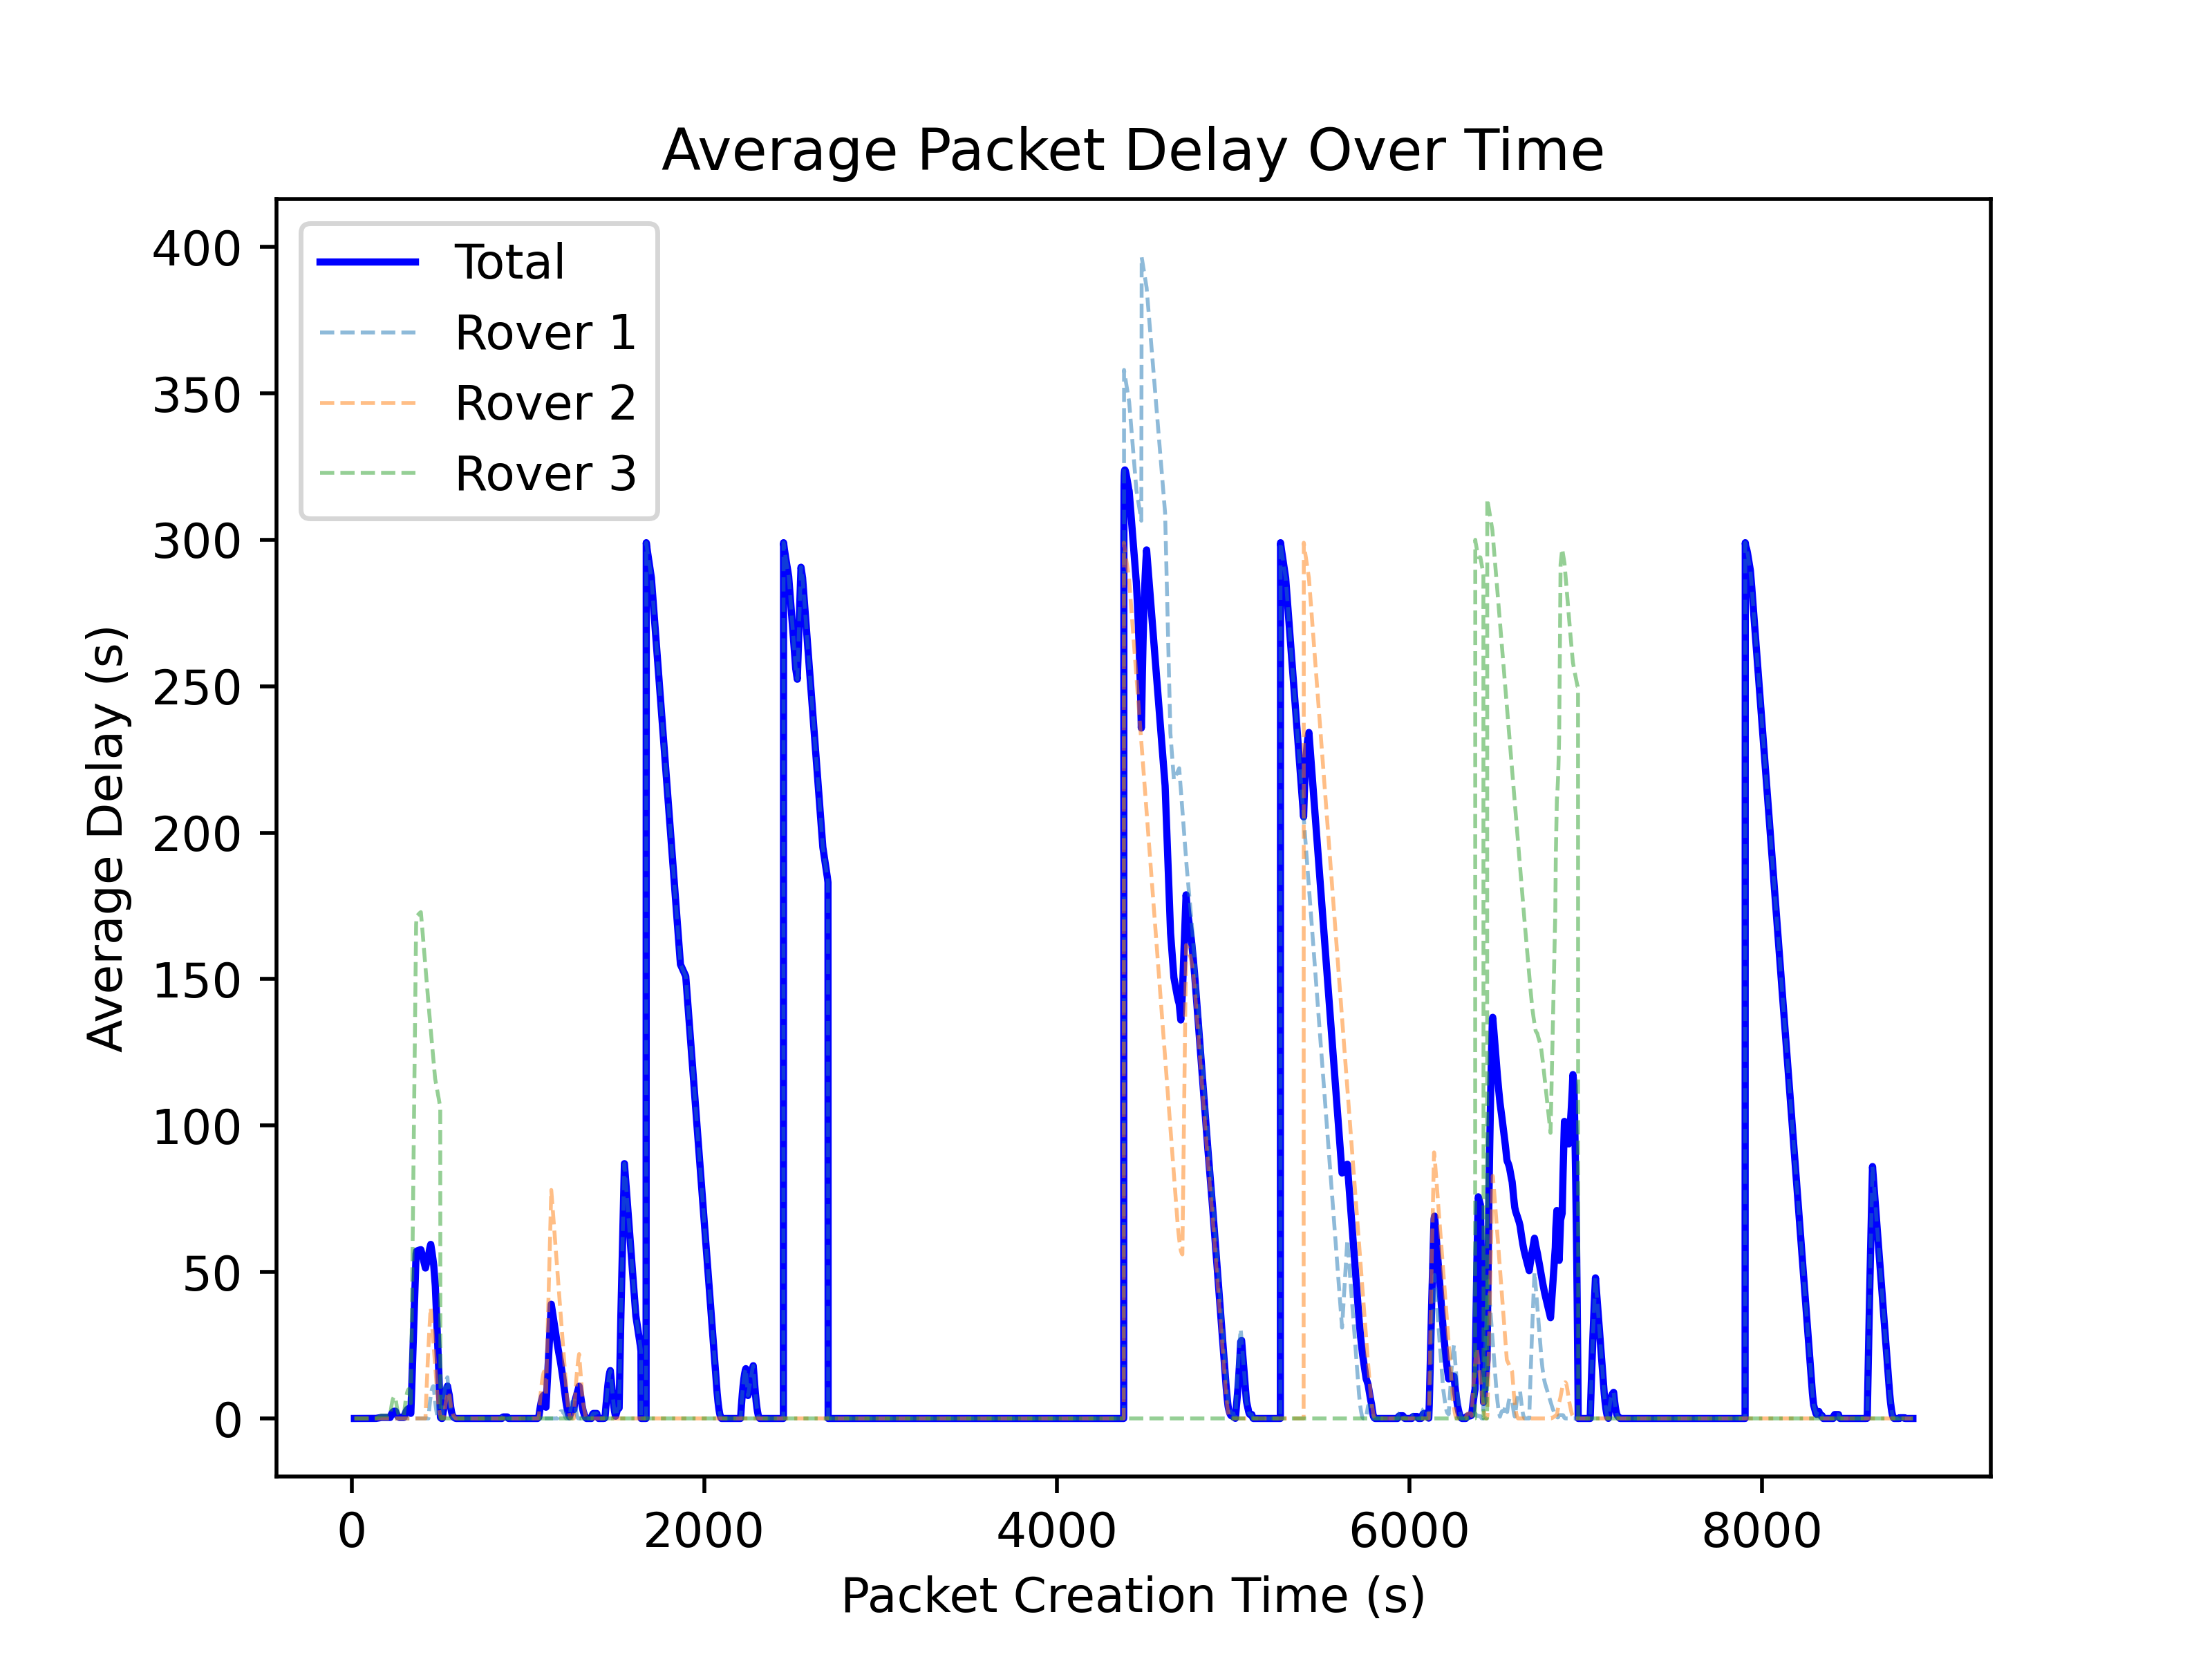 Average Packet Delay Over Time
Total
Rover 1
Rover 2
Rover 3
400
350
300
250
200
150
100
50
0
Average Delay (s)
0 2000 4000 6000 8000
Packet Creation Time (s)